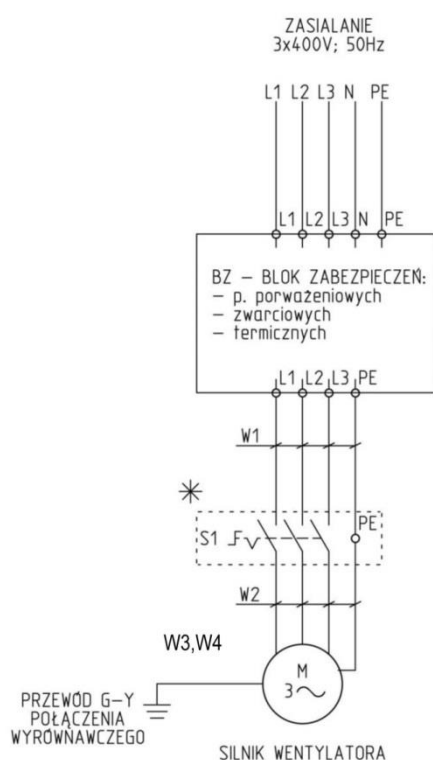 ZASIALANIE
3x400V; 50Hz
L1 L2 L3 N PE
L1 L2 L3 N PE
BZ – BLOK ZABEZPIECZEŃ:
– p. porważeniowych
– zwarciowych
– termicznych
L1 L2 L3 PE
W1
PE
S1
W2
W3,W4
M
3~
PRZEWÓD G–Y
POŁĄCZENIA
WYRÓWNAWCZEGO
SILNIK WENTYLATORA